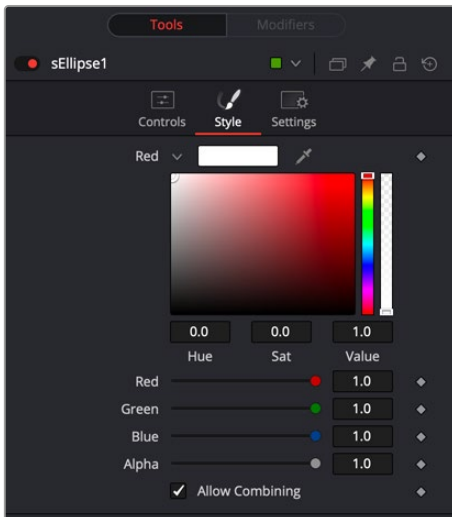 Tools Modifiers
sEllipse1
Controls Style Settings
Red
0.0 0.0 1.0
Hue Sat Value
Red 1.0
Green 1.0
Blue 1.0
Alpha 1.0
Allow Combining